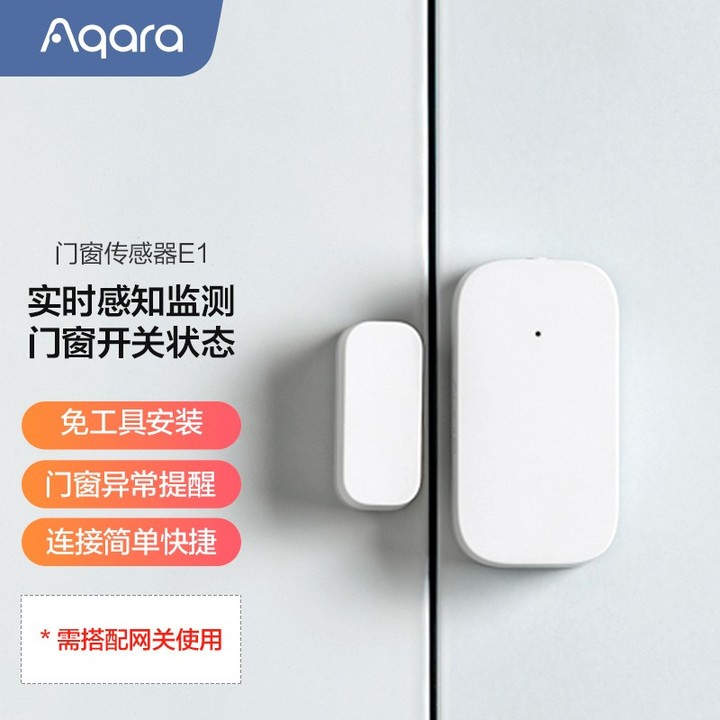 Aqara
门窗传感器E1
实时感知监测
门窗开关状态
免工具安装
门窗异常提醒
连接简单快捷
* 需搭配网关使用